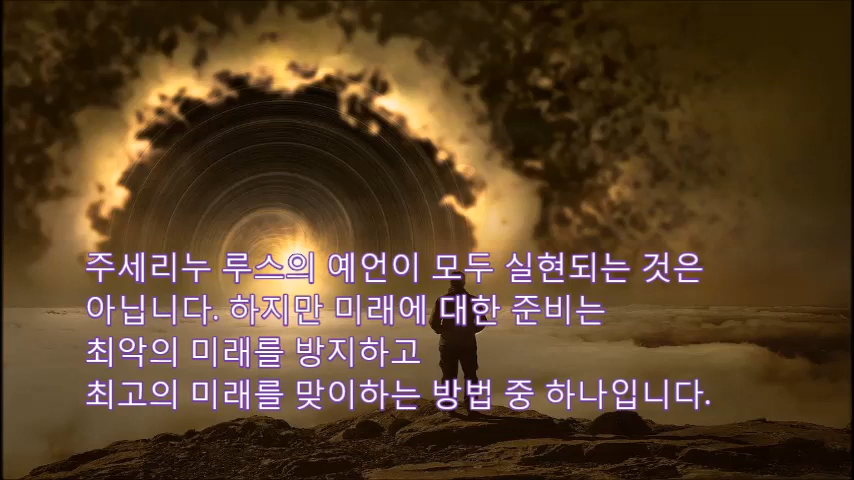 주세리누 루스의 예언이 모두 실현되는 것은
아닙니다. 하지만 미래에 대한 준비는
최악의 미래를 방지하고
최고의 미래를 맞이하는 방법 중 하나입니다.